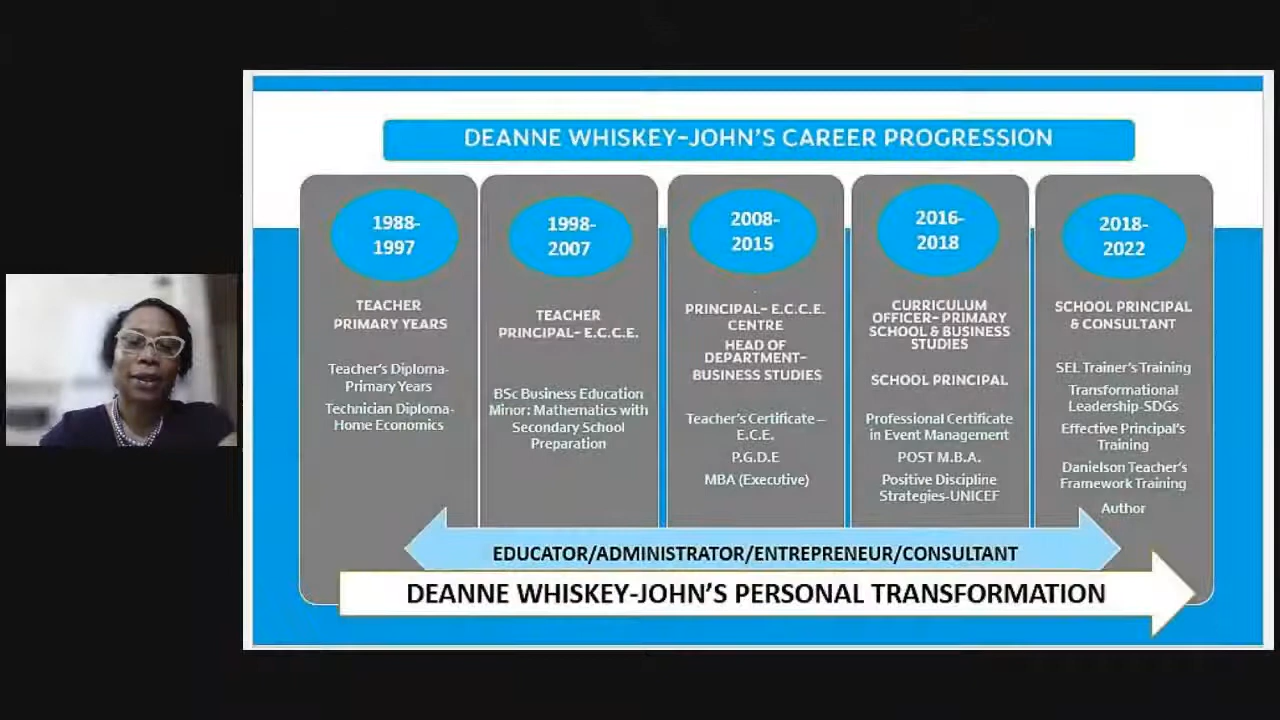 DEANNE WHISKEY-JOHN'S CAREER PROGRESSION
1988-
1997
TEACHER
PRIMARY YEARS
Teacher's Diploma-
Primary Years
Technician Diploma-
Home Economics
1998-
2007
TEACHER
PRINCIPAL- E.C.C.E.
BSc Business Education
Minor: Mathematics with
Secondary School
Preparation
2008-
2015
PRINCIPAL- E.C.C.E.
CENTRE
HEAD OF
DEPARTMENT-
BUSINESS STUDIES
Teacher's Certificate –
E.C.E.
P.G.D.E
MBA (Executive)
2016-
2018
CURRICULUM
OFFICER- PRIMARY
SCHOOL & BUSINESS
STUDIES
SCHOOL PRINCIPAL
Professional Certificate
in Event Management
POST M.B.A.
Positive Discipline
Strategies-UNICEF
2018-
2022
SCHOOL PRINCIPAL
& CONSULTANT
SEL Trainer's Training
Transformational
Leadership-SDGs
Effective Principal's
Training
Danielson Teacher's
Framework Training
Author
EDUCATOR/ADMINISTRATOR/ENTREPRENEUR/CONSULTANT
DEANNE WHISKEY-JOHN'S PERSONAL TRANSFORMATION